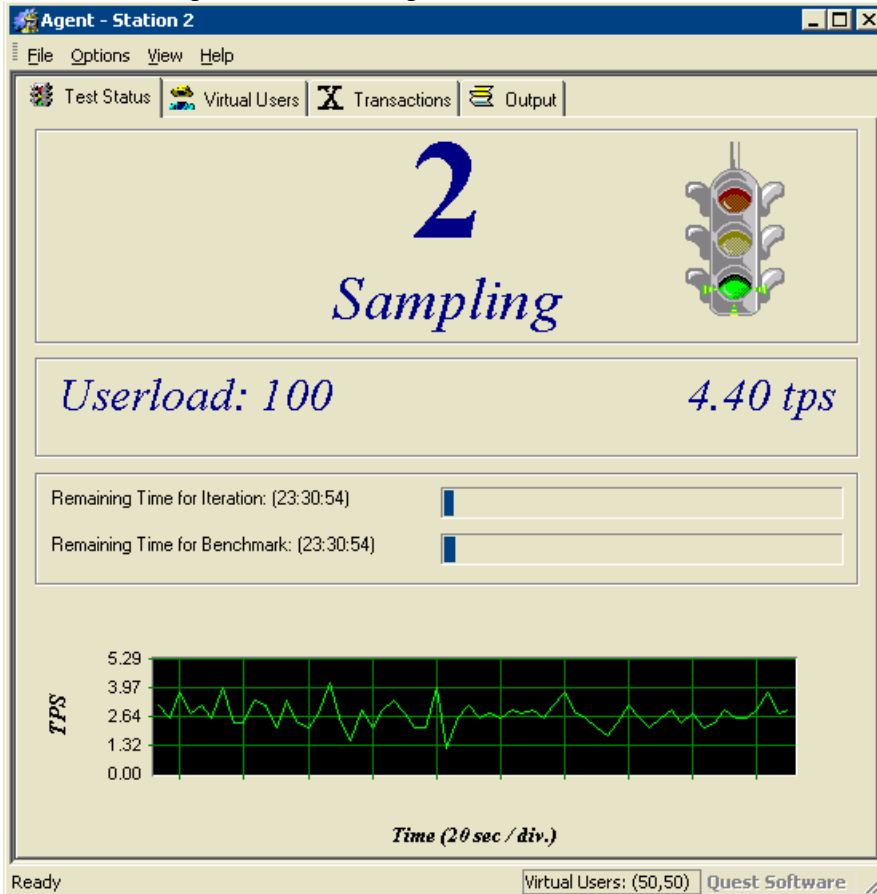 Agent - Station 2
File Options View Help
Test Status Virtual Users Transactions Output
2
Sampling
Userload: 100 4.40 tps
Remaining Time for Iteration: (23:30:54)
Remaining Time for Benchmark: (23:30:54)
5.29
3.97
2.64
1.32
0.00
TPS
Time (20 sec / div.)
Ready Virtual Users: (50,50) Quest Software